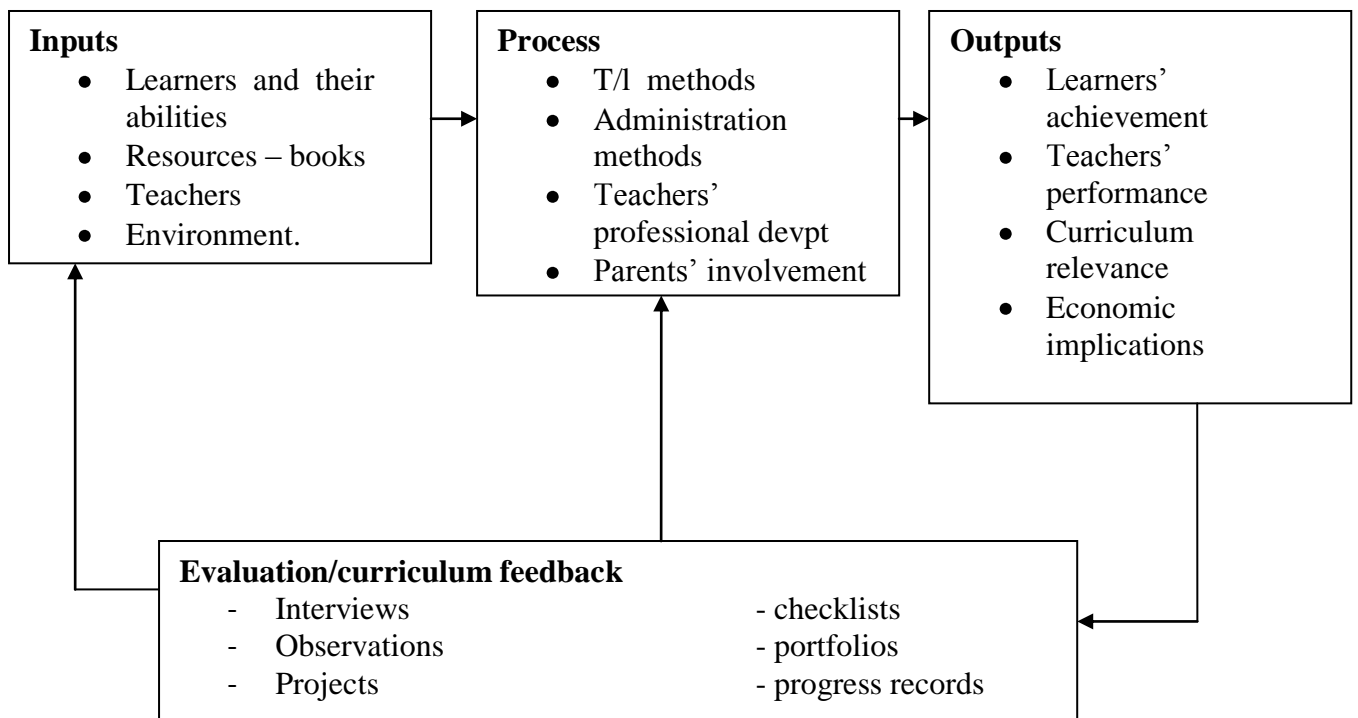 Inputs
● Learners and their
abilities
● Resources – books
● Teachers
● Environment.
Process
● T/l methods
● Administration
methods
● Teachers’
professional devpt
● Parents’ involvement
Outputs
● Learners’
achievement
● Teachers’
performance
● Curriculum
relevance
● Economic
implications
Evaluation/curriculum feedback
- Interviews - checklists
- Observations - portfolios
- Projects - progress records